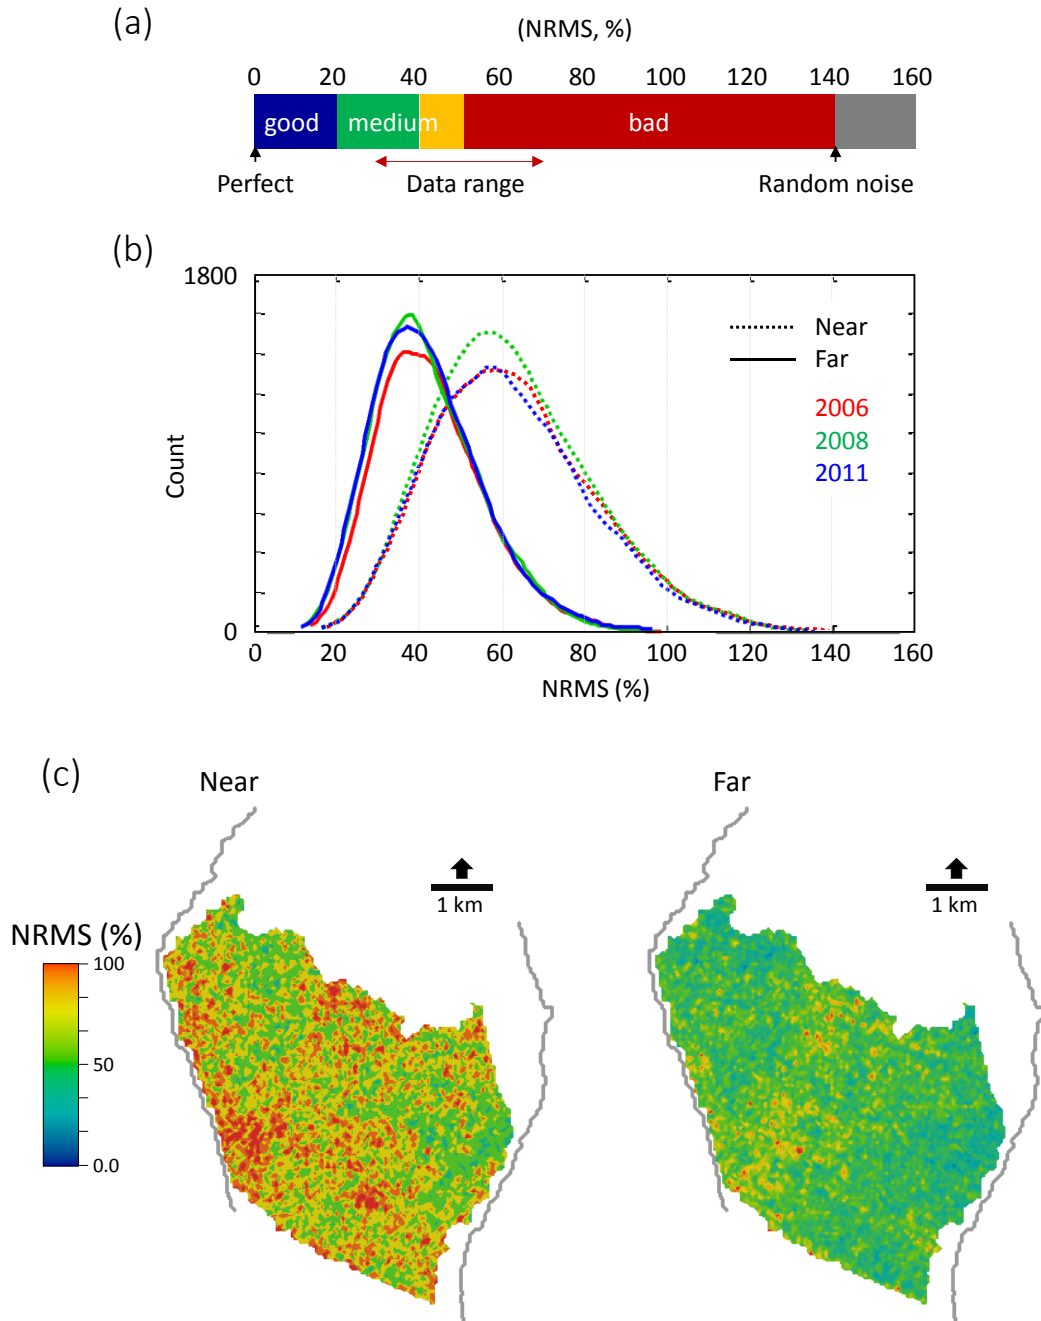 (a)
(NRMS, %)
0 20 40 60 80 100 120 140 160
good medium bad
Perfect Data range Random noise
(b)
1800
Near
Far
2006
2008
2011
Count
0
0 20 40 60 80 100 120 140 160
NRMS (%)
(c)
Near Far
1 km 1 km
NRMS (%)
100
50
0.0